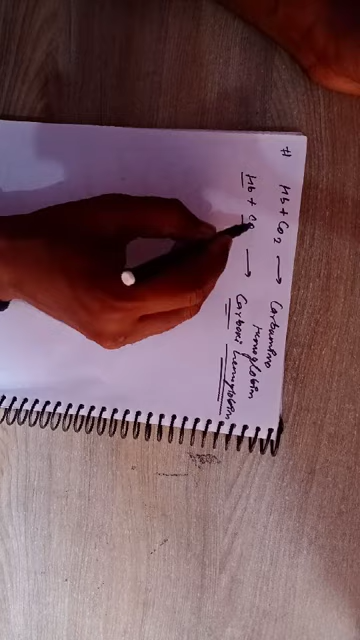 # Hb + CO2 → Carbamino
hemoglobin
Hb + CO → Carboxi hemoglobin